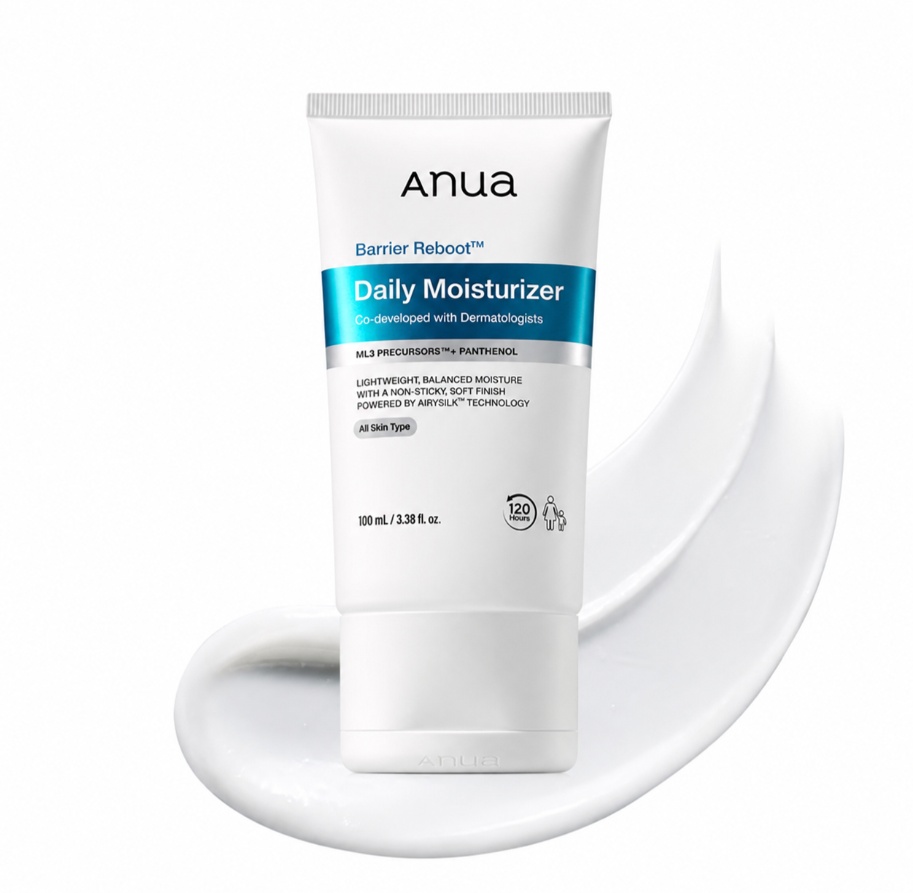 Anua
Barrier Reboot™
Daily Moisturizer
Co-developed with Dermatologists
ML3 PRECURSORS™+ PANTHENOL
LIGHTWEIGHT, BALANCED MOISTURE
WITH A NON-STICKY, SOFT FINISH
POWERED BY AIRYSILK™ TECHNOLOGY
All Skin Type
120
Hours
100 mL / 3.38 fl. oz.
Anua